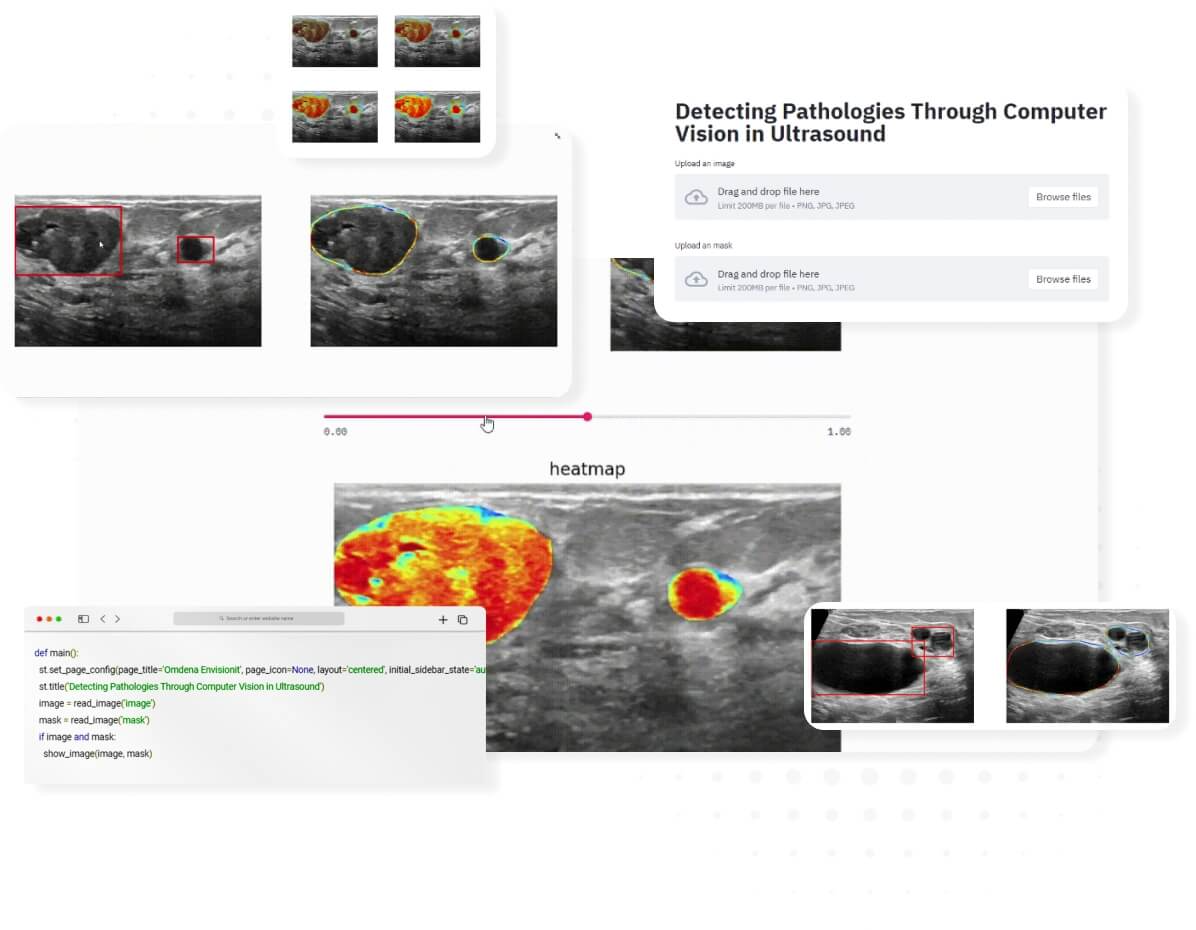 Detecting Pathologies Through Computer
Vision in Ultrasound
Upload an image
Drag and drop file here
Limit 200MB per file • PNG, JPG, JPEG
Browse files
Upload an mask
Drag and drop file here
Limit 200MB per file • PNG, JPG, JPEG
Browse files
0.00
1.00
heatmap
Search or enter website name
def main():
st.set_page_config(page_title='Omdena Envisionit', page_icon=None, layout='centered', initial_sidebar_state='au
st.title('Detecting Pathologies Through Computer Vision in Ultrasound')
image = read_image('image')
mask = read_image('mask')
if image and mask:
show_image(image, mask)